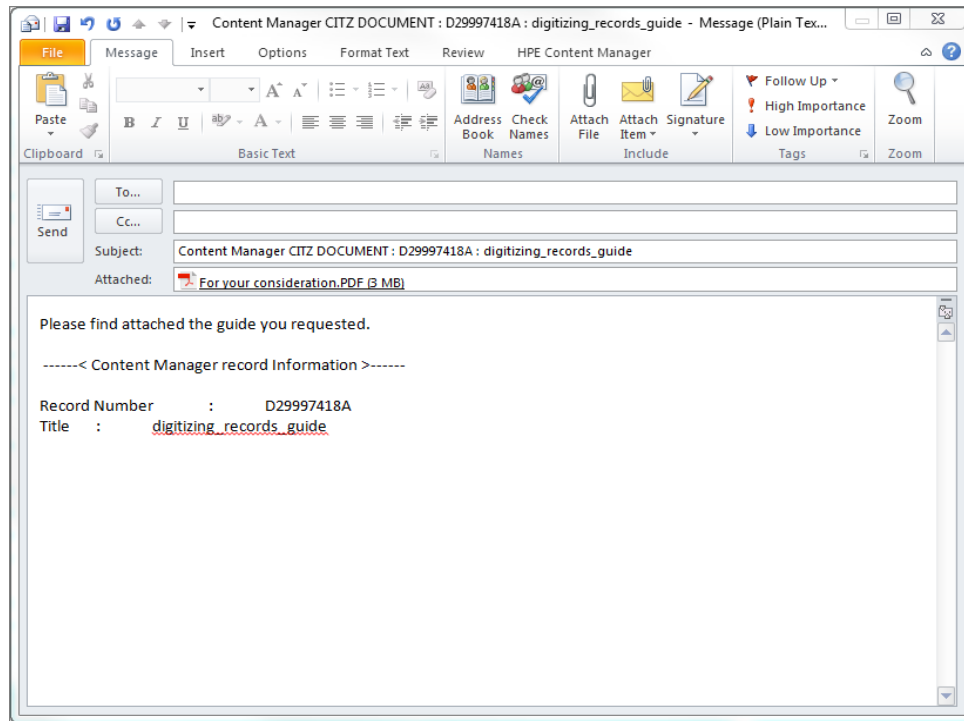 Content Manager CITZ DOCUMENT : D29997418A : digitizing_records_guide - Message (Plain Tex...
File Message Insert Options Format Text Review HPE Content Manager
Paste
Clipboard
B I U ab A
Basic Text
Address Book
Check Names
Names
Attach File
Attach Item
Signature
Include
Follow Up
High Importance
Low Importance
Tags
Zoom
Zoom
Send
To...
Cc...
Subject: Content Manager CITZ DOCUMENT : D29997418A : digitizing_records_guide
Attached: For your consideration.PDF (3 MB)
Please find attached the guide you requested.
------< Content Manager record Information >------
Record Number : D29997418A
Title : digitizing_records_guide